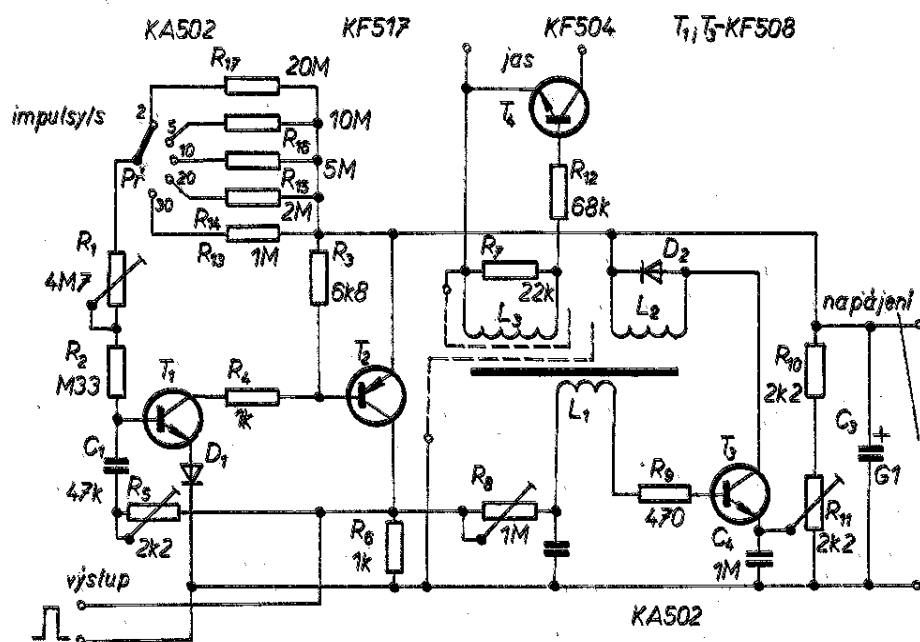 KA502 KF517 KF504 T₁,T₃-KF508
R₁₇ 20M
jas
impulsy/s
2 5 10 20 30
Př
10M
T₄
R₁₆
5M
R₁₅
R₁₂
68k
R₁₄ 2M
R₁₃ 1M
R₃
6k8
R₇
22k
D₂
R₁
4M7
L₃
L₂
napájení
R₂
M33
T₁
R₄
1k
T₂
R₁₀
2k2
C₃
+
G1
L₁
D₁
C₁
47k
R₅
2k2
R₈
1M
R₉
470
T₃
R₁₁
2k2
R₆
1k
C₄
1M
výstup
KA502